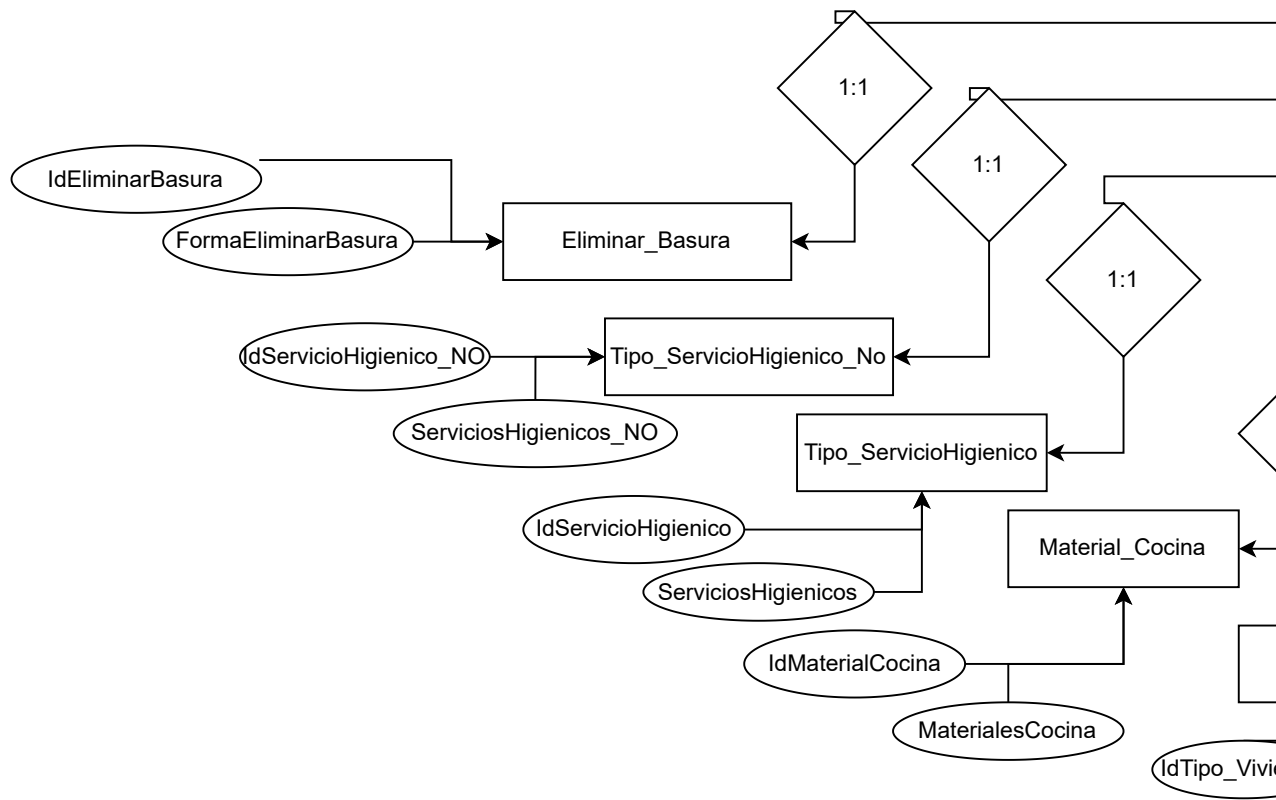 1:1
1:1
IdEliminarBasura
FormaEliminarBasura
Eliminar_Basura
1:1
IdServicioHigienico_NO
Tipo_ServicioHigienico_No
ServiciosHigienicos_NO
Tipo_ServicioHigienico
IdServicioHigienico
Material_Cocina
ServiciosHigienicos
IdMaterialCocina
MaterialesCocina